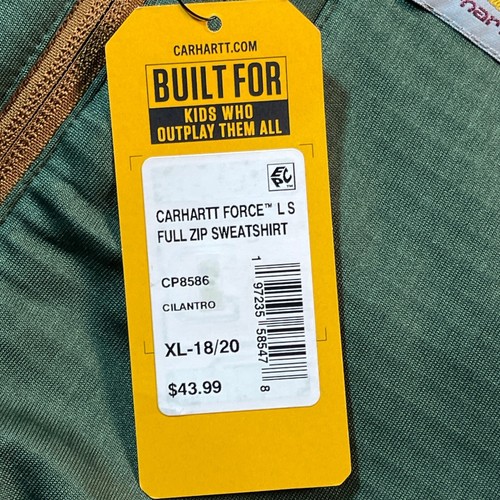 CARHARTT.COM
BUILT FOR
KIDS WHO
OUTPLAY THEM ALL
EPC
CARHARTT FORCE™ L S
FULL ZIP SWEATSHIRT
CP8586
CILANTRO
XL-18/20
$43.99
1 97235 58547 8